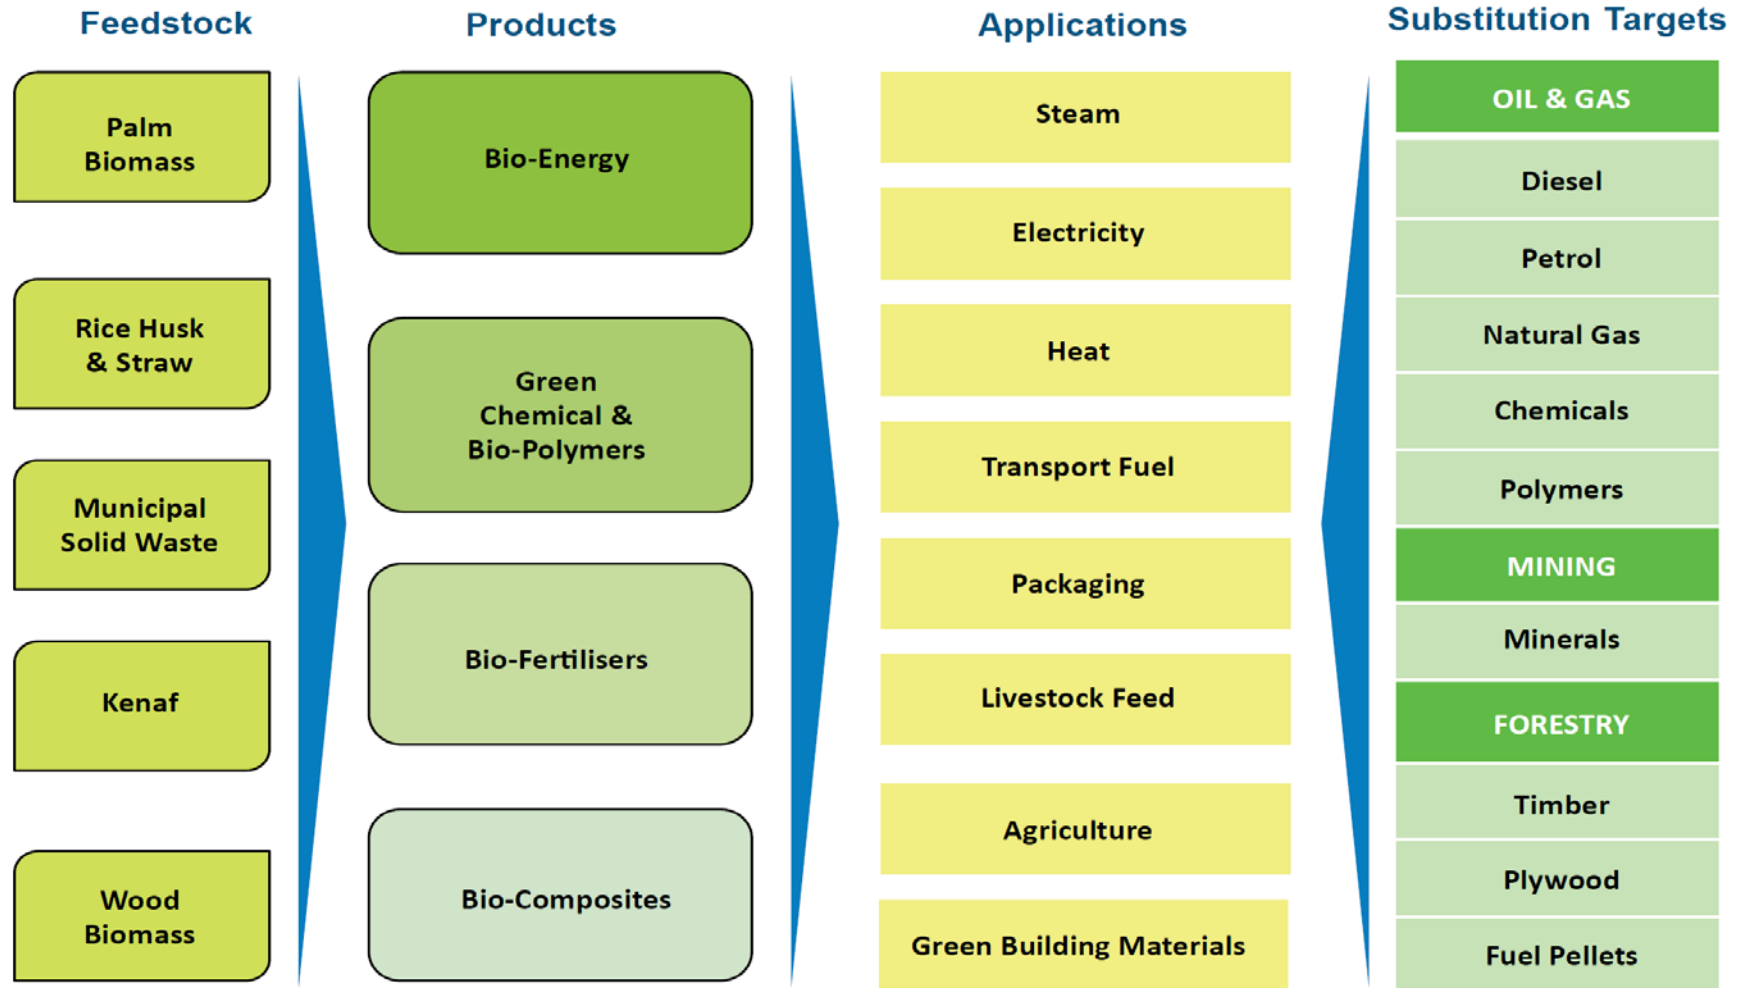 Feedstock
Palm
Biomass
Rice Husk
& Straw
Municipal
Solid Waste
Kenaf
Wood
Biomass
Products
Bio-Energy
Green
Chemical &
Bio-Polymers
Bio-Fertilisers
Bio-Composites
Applications
Steam
Electricity
Heat
Transport Fuel
Packaging
Livestock Feed
Agriculture
Green Building Materials
Substitution Targets
OIL & GAS
Diesel
Petrol
Natural Gas
Chemicals
Polymers
MINING
Minerals
FORESTRY
Timber
Plywood
Fuel Pellets